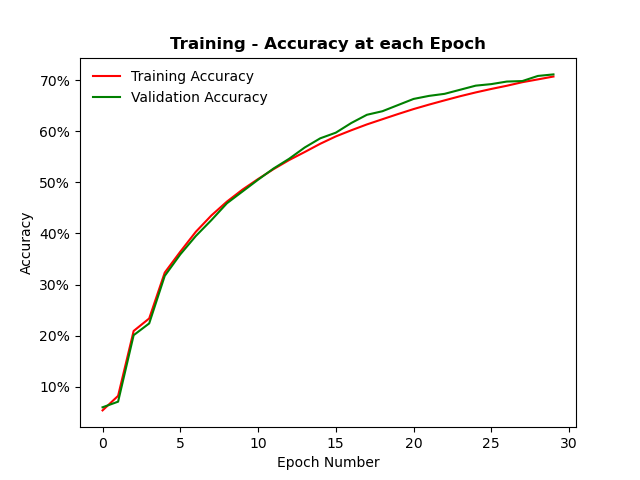 Training - Accuracy at each Epoch
Training Accuracy
Validation Accuracy
70%
60%
50%
40%
30%
20%
10%
Accuracy
0 5 10 15 20 25 30
Epoch Number